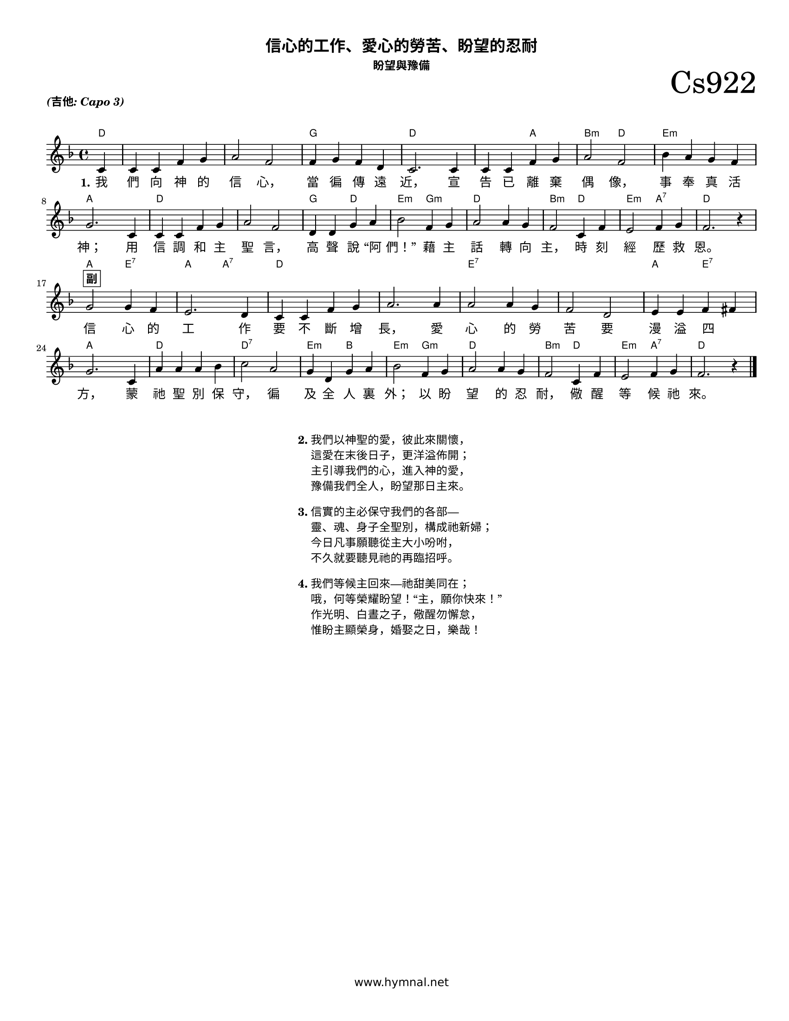 信心的工作、愛心的勞苦、盼望的忍耐
盼望與豫備
Cs922
(吉他: Capo 3)
D G D A Bm D Em
1. 我 們 向 神 的 信 心， 當 徧 傳 遠 近， 宣 告 已 離 棄 偶 像， 事 奉 真 活
8 A D G D Em Gm D Bm D Em A7 D
神； 用 信 調 和 主 聖 言， 高 聲 說 “阿 們！” 藉 主 話 轉 向 主， 時 刻 經 歷 救 恩。
A E7 A A7 D E7 A E7
17 副
信 心 的 工 作 要 不 斷 增 長， 愛 心 的 勞 苦 要 漫 溢 四
24 A D D7 Em B Em Gm D Bm D Em A7 D
方， 蒙 祂 聖 別 保 守， 徧 及 全 人 裏 外； 以 盼 望 的 忍 耐， 儆 醒 等 候 祂 來。
2. 我們以神聖的愛，彼此來關懷，
這愛在末後日子，更洋溢佈開；
主引導我們的心，進入神的愛，
豫備我們全人，盼望那日主來。
3. 信實的主必保守我們的各部—
靈、魂、身子全聖別，構成祂新婦；
今日凡事願聽從主大小吩咐，
不久就要聽見祂的再臨招呼。
4. 我們等候主回來—祂甜美同在；
哦，何等榮耀盼望！“主，願你快來！”
作光明、白晝之子，儆醒勿懈怠，
惟盼主顯榮身，婚娶之日，樂哉！
www.hymnal.net